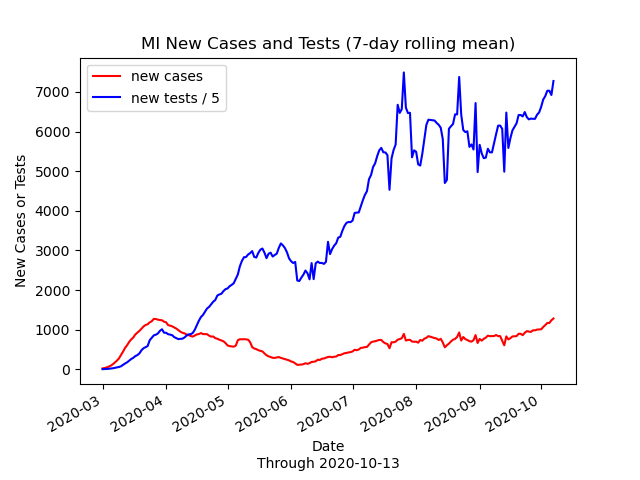 MI New Cases and Tests (7-day rolling mean)
new cases
new tests / 5
New Cases or Tests
7000
6000
5000
4000
3000
2000
1000
0
2020-03
2020-04
2020-05
2020-06
2020-07
2020-08
2020-09
2020-10
Date
Through 2020-10-13